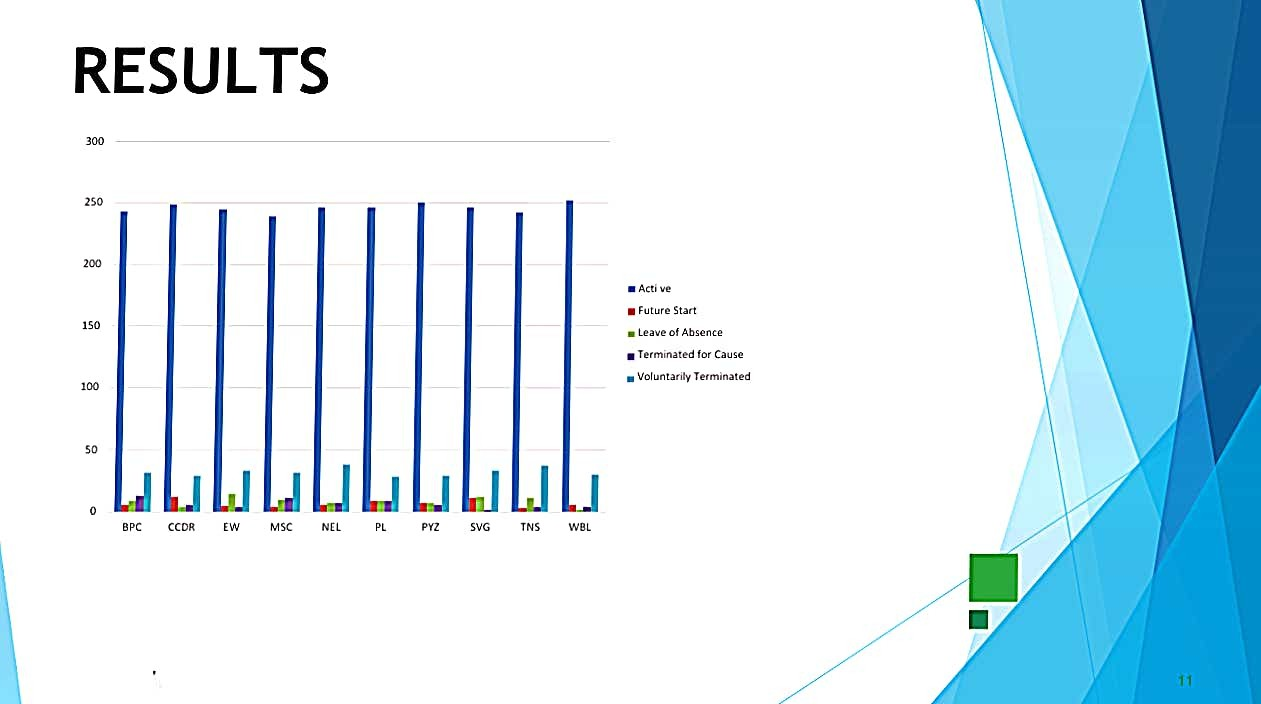 RESULTS
300
250
200
150
100
50
0
BPC CCDR EW MSC NEL PL PYZ SVG TNS WBL
Acti ve
Future Start
Leave of Absence
Terminated for Cause
Voluntarily Terminated
11